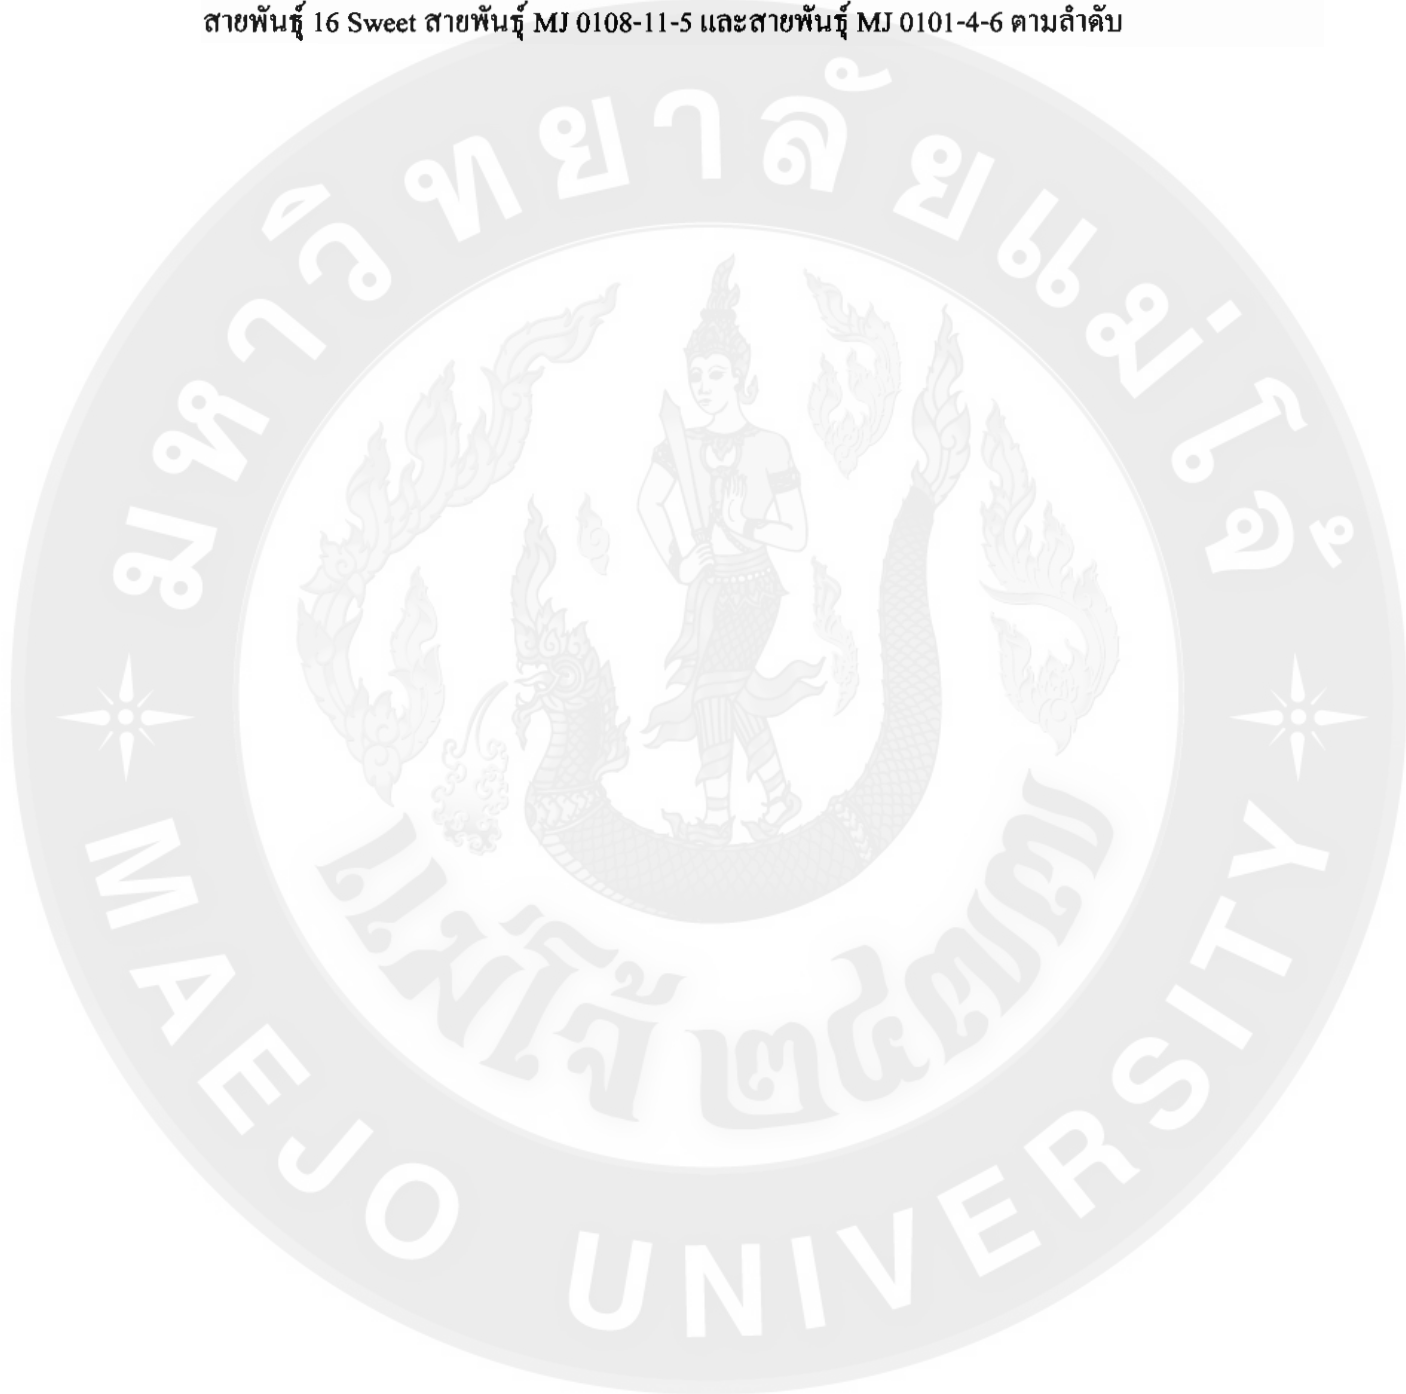 สายพันธุ์ 16 Sweet สายพันธุ์ MJ 0108-11-5 และสายพันธุ์ MJ 0101-4-6 ตามลำดับ
มหาวิทยาลัยแม่โจ้
แม่โจ้ ๒๔๗๗
MAEJO UNIVERSITY